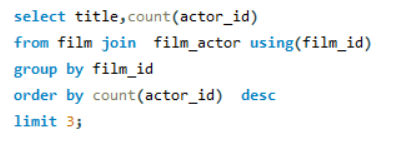 select title,count(actor_id)
from film join  film_actor using(film_id)
group by film_id
order by count(actor_id)  desc
limit 3;